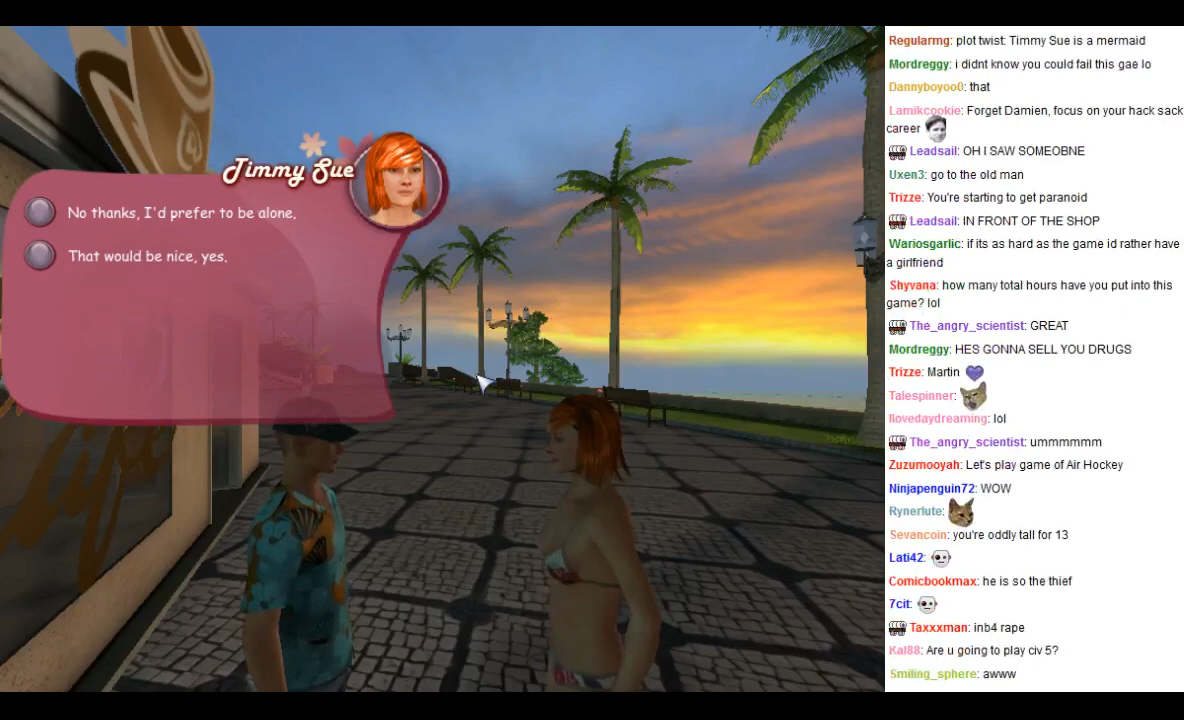 Timmy Sue
No thanks, I'd prefer to be alone.
That would be nice, yes.
Regularmg: plot twist: Timmy Sue is a mermaid
Mordreggy: i didnt know you could fail this gae lo
Dannyboyoo0: that
Lamikcookie: Forget Damien, focus on your hack sack
career
Leadsail: OH I SAW SOMEOBNE
Uxen3: go to the old man
Trizze: You're starting to get paranoid
Leadsail: IN FRONT OF THE SHOP
Wariosgarlic: if its as hard as the game id rather have
a girlfriend
Shyvana: how many total hours have you put into this
game? lol
The_angry_scientist: GREAT
Mordreggy: HES GONNA SELL YOU DRUGS
Trizze: Martin
Talespinner:
Ilovedaydreaming: lol
The_angry_scientist: ummmmmm
Zuzumooyah: Let's play game of Air Hockey
Ninjapenguin72: WOW
Rynerlute:
Sevancoin: you're oddly tall for 13
Lati42:
Comicbookmax: he is so the thief
7cit:
Taxxxman: inb4 rape
Kal88: Are u going to play civ 5?
Smiling_sphere: awww